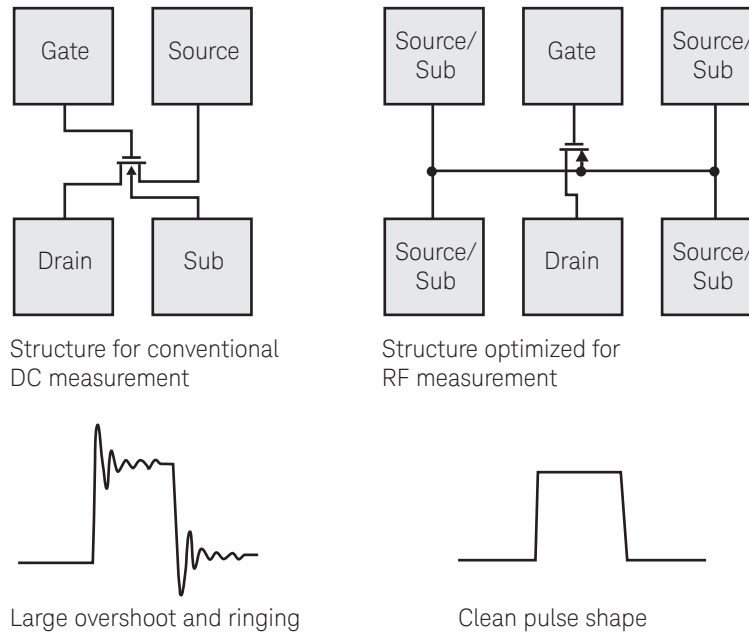 Gate
Source
Source/
Sub
Gate
Source/
Sub
Drain
Sub
Source/
Sub
Drain
Source/
Sub
Structure for conventional
DC measurement
Structure optimized for
RF measurement
Large overshoot and ringing
Clean pulse shape